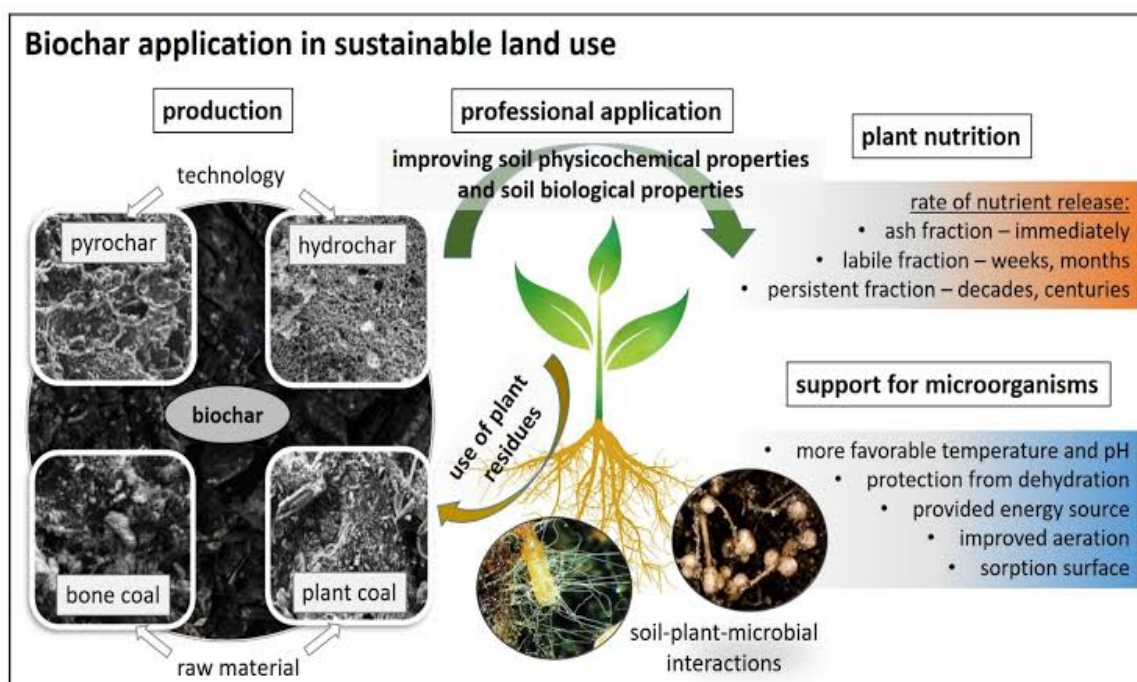 Biochar application in sustainable land use
production
technology
pyrochar
hydrochar
biochar
bone coal
plant coal
raw material
professional application
improving soil physicochemical properties
and soil biological properties
use of plant
residues
soil-plant-microbial
interactions
plant nutrition
rate of nutrient release:
• ash fraction – immediately
• labile fraction – weeks, months
• persistent fraction – decades, centuries
support for microorganisms
• more favorable temperature and pH
• protection from dehydration
• provided energy source
• improved aeration
• sorption surface